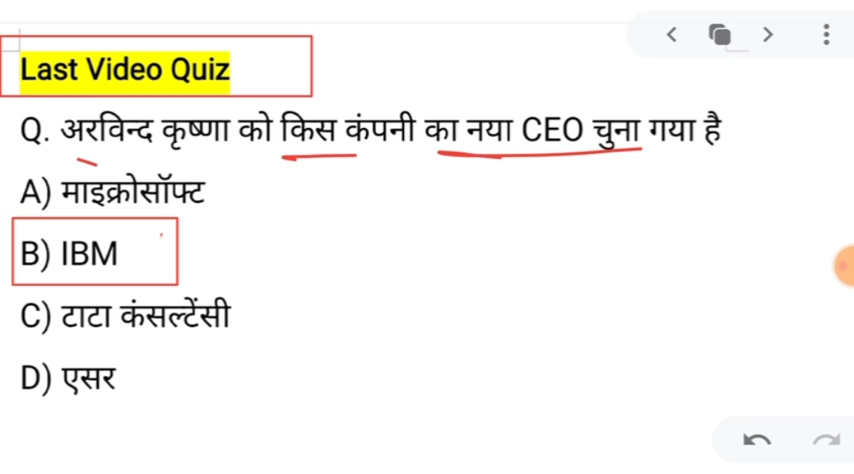 Last Video Quiz
Q. अरविन्द कृष्णा को किस कंपनी का नया CEO चुना गया है
A) माइक्रोसॉफ्ट
B) IBM
C) टाटा कंसल्टेंसी
D) एसर